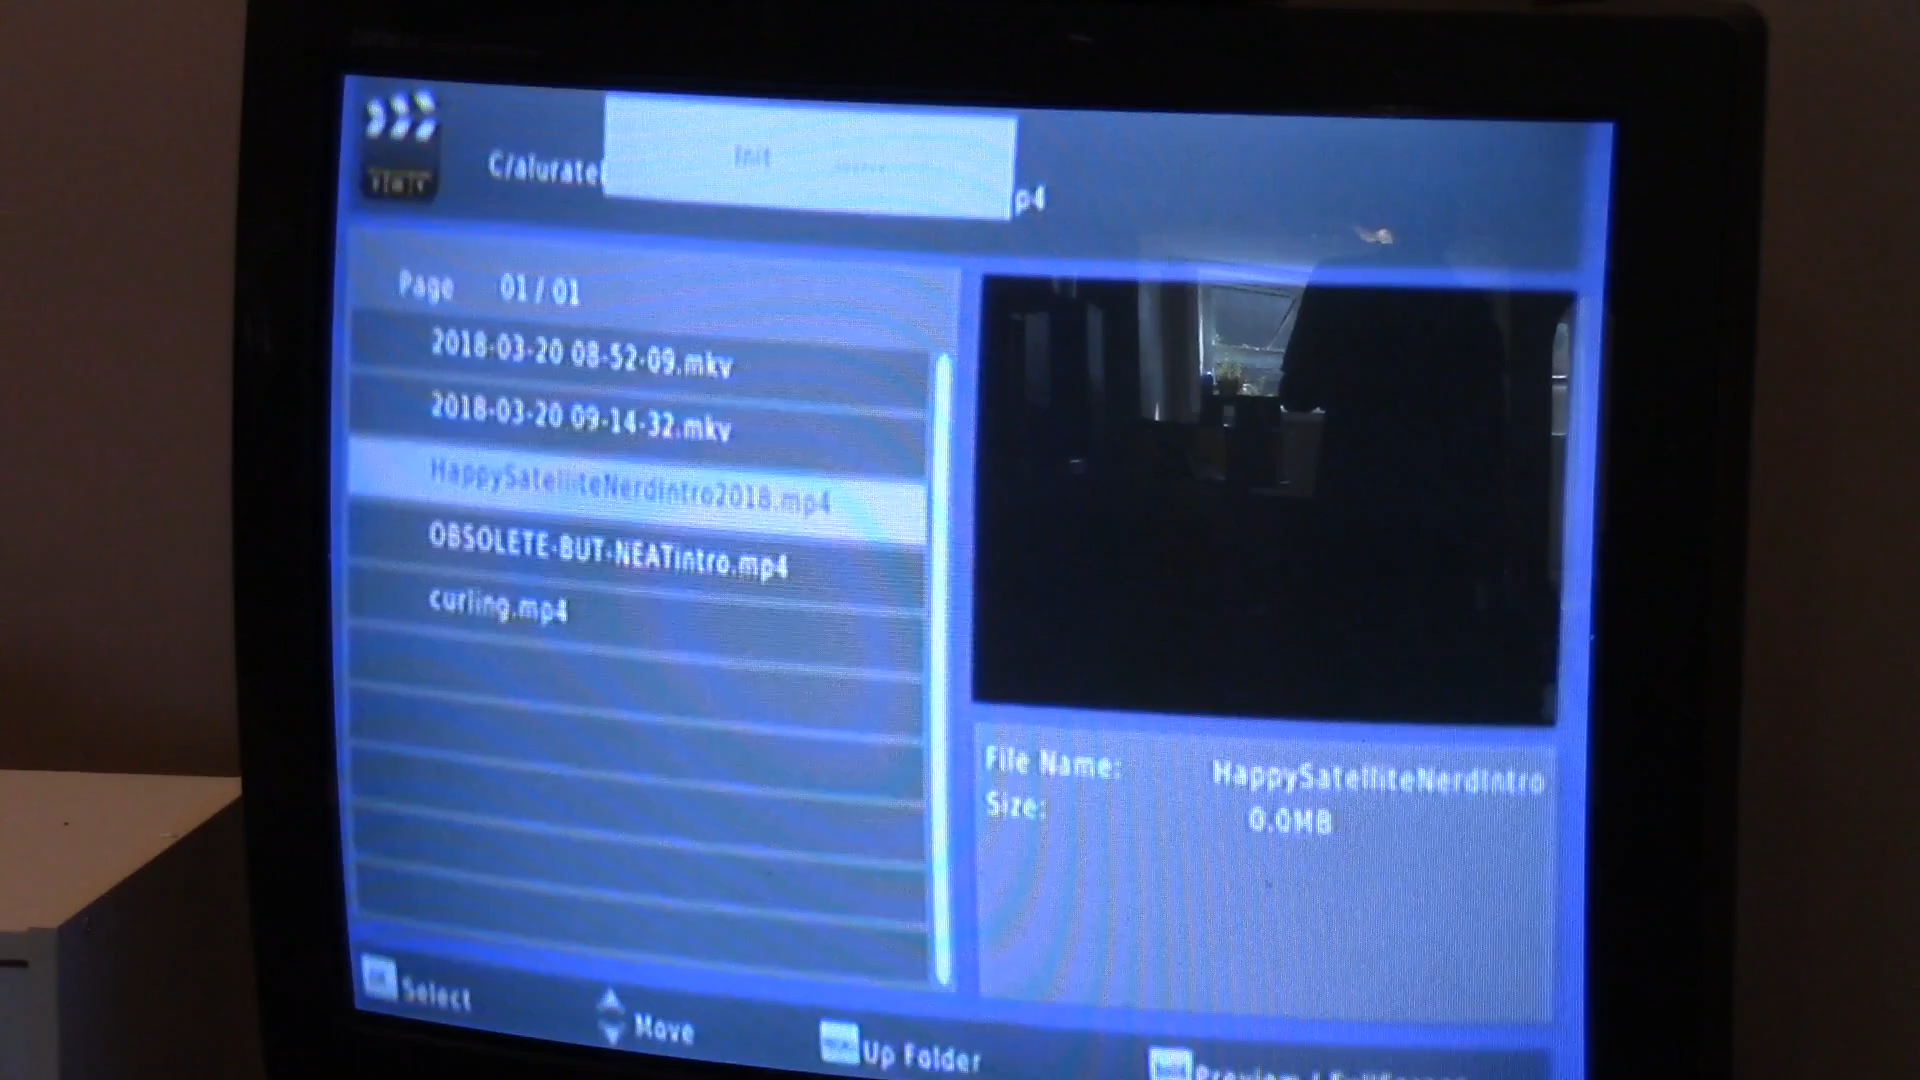 Init
C/alurate
p4
Page 01 / 01
2018-03-20 08-52-09.mkv
2018-03-20 09-14-32.mkv
HappySatelliteNerdIntro2018.mp4
OBSOLETE-BUT-NEATintro.mp4
curling.mp4
File Name: HappySatelliteNerdIntro
Size: 0.0MB
Select
Move
Up Folder
Preview /